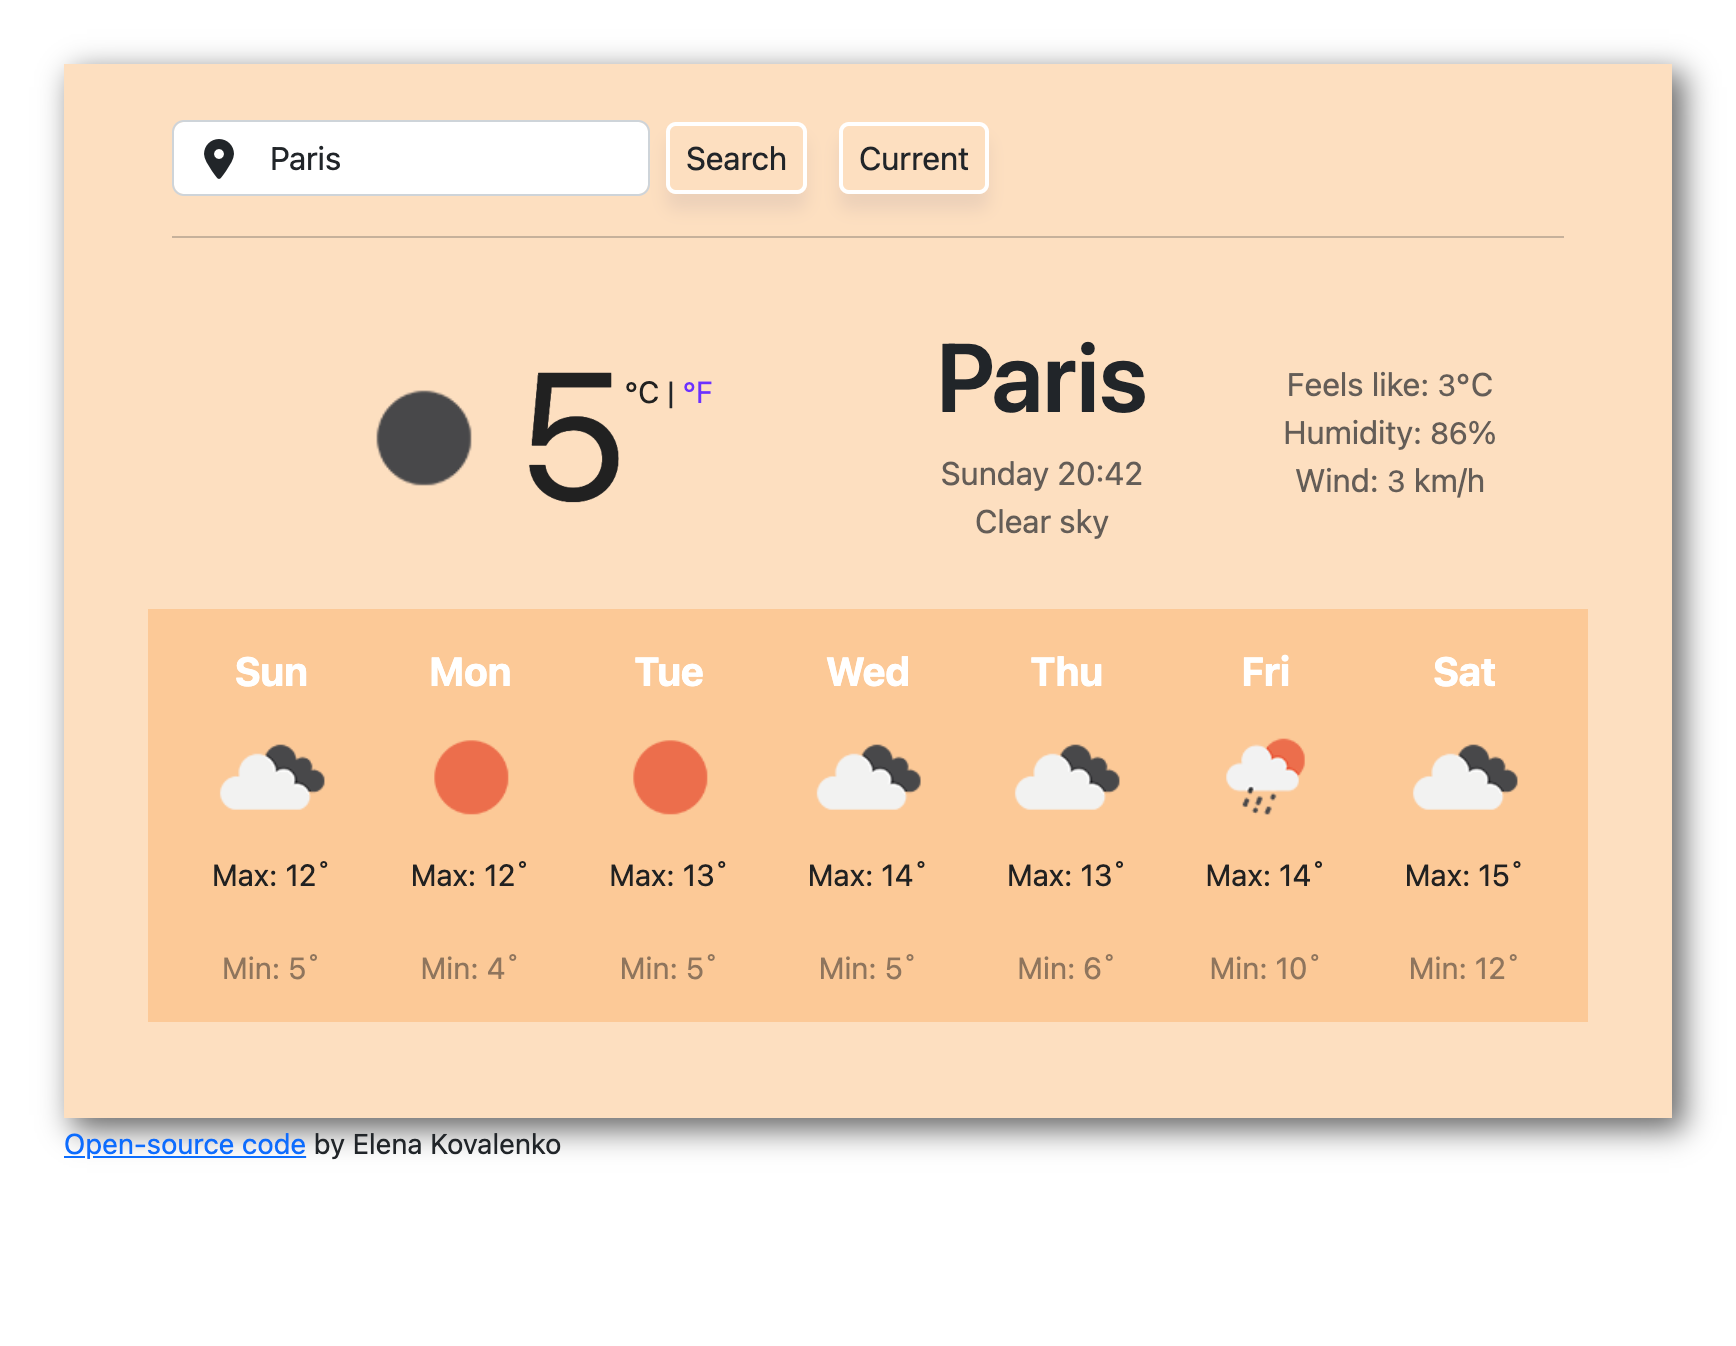 Paris
Search
Current
5
°C | °F
Paris
Sunday 20:42
Clear sky
Feels like: 3°C
Humidity: 86%
Wind: 3 km/h
Sun Mon Tue Wed Thu Fri Sat
Max: 12° Max: 12° Max: 13° Max: 14° Max: 13° Max: 14° Max: 15°
Min: 5° Min: 4° Min: 5° Min: 5° Min: 6° Min: 10° Min: 12°
Open-source code by Elena Kovalenko